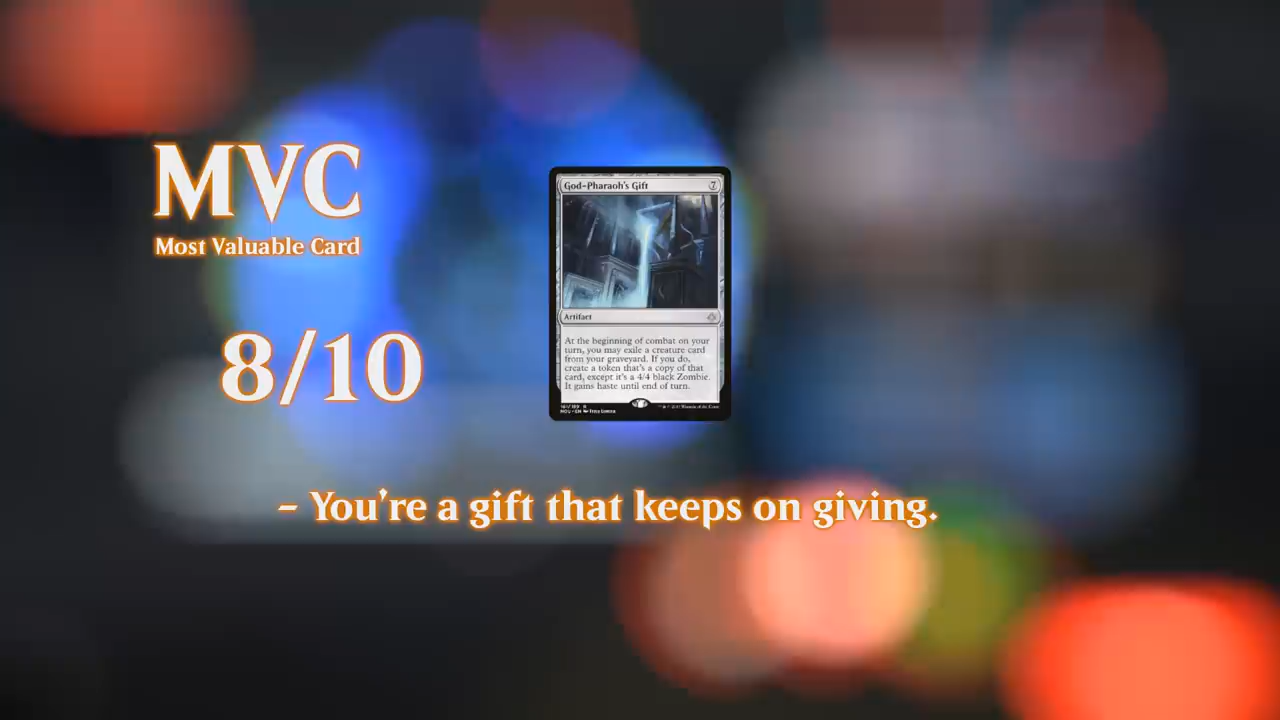 MVC
Most Valuable Card
8/10
God-Pharaoh's Gift 7
Artifact
At the beginning of combat on your
turn, you may exile a creature card
from your graveyard. If you do,
create a token that's a copy of that
card, except it's a 4/4 black Zombie.
It gains haste until end of turn.
– You're a gift that keeps on giving.